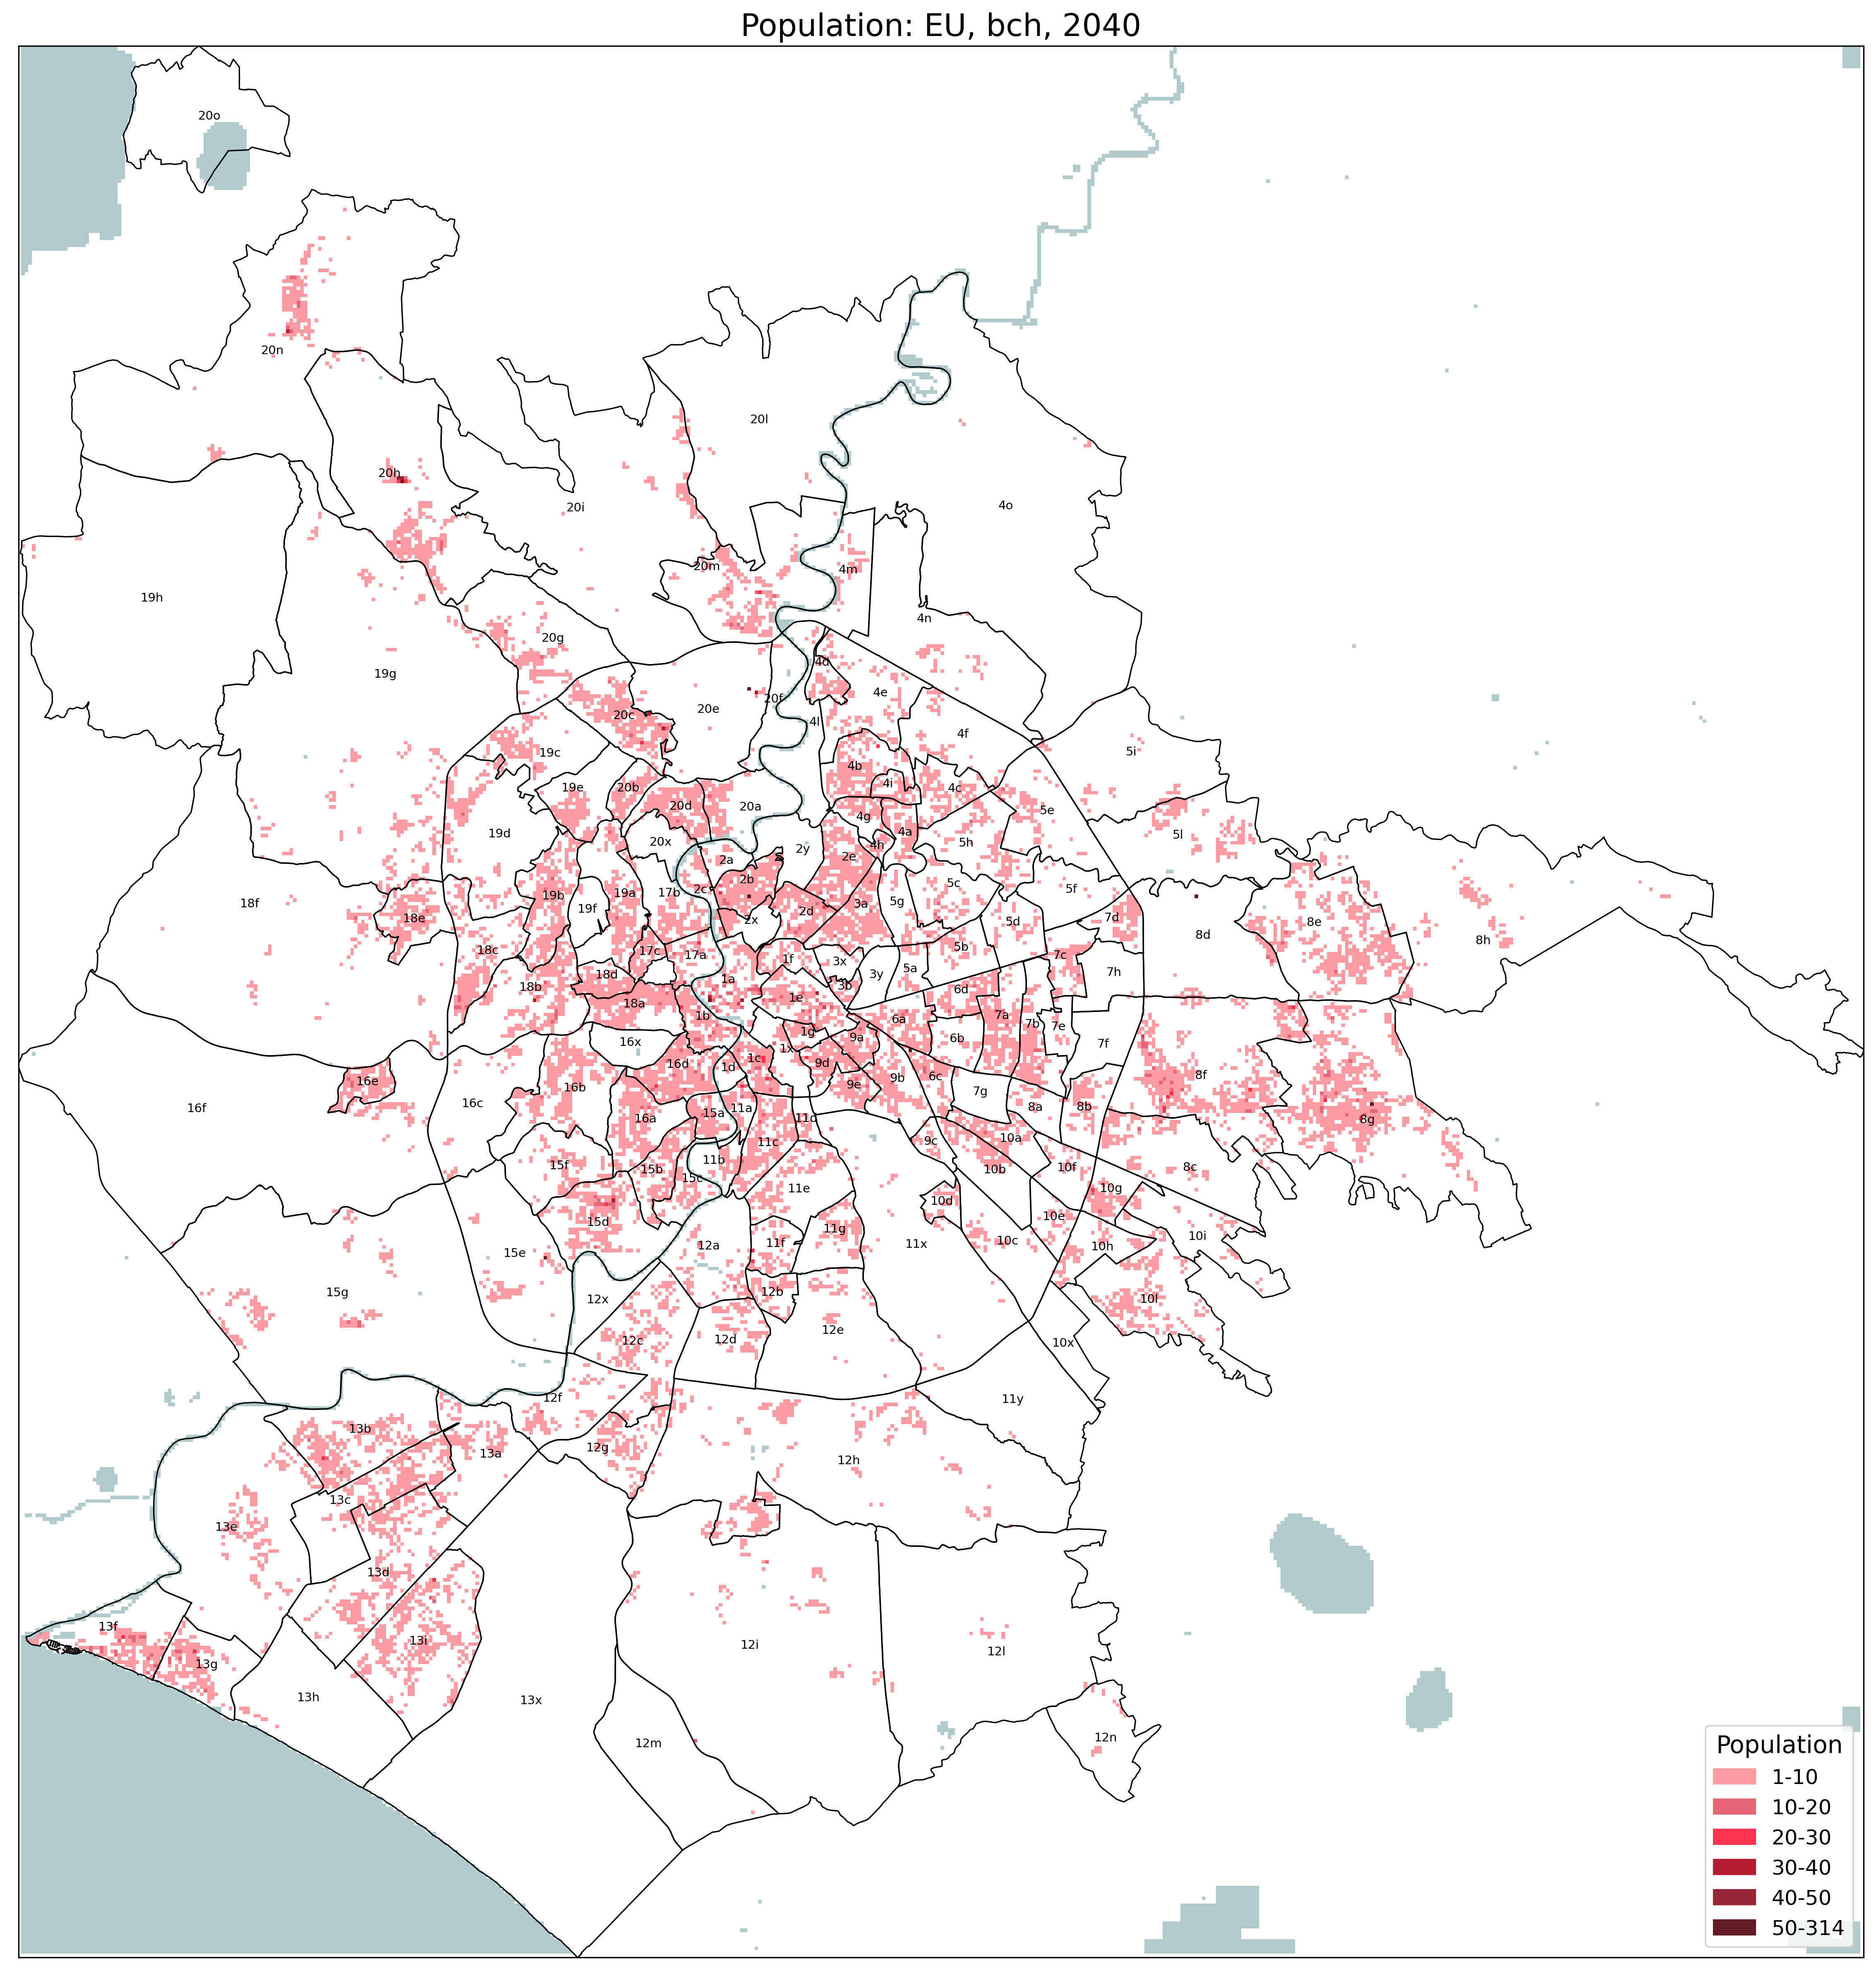 Population: EU, bch, 2040
20o
20n
20l
20h
20i
4o
20m
4m
19h
4n
20g
4d
19g
4e
20f
20e
20c
4l
4f
5i
19c
4b
4i
4c
19e
20b
20d
20a
5e
4g
19d
4a
5l
20x
4h
5h
2y
2a
2e
2b
5c
5f
2c
19b
19a
17b
18f
19f
3a
5g
2d
18e
2x
7d
5d
8e
8d
8h
5b
18c
17c
17a
7c
1f
3x
5a
7h
18d
3y
1a
18b
3b
6d
1e
18a
1b
7a
6a
7b
7e
1g
9a
6b
16x
7f
1x
1c
16d
9d
1d
8f
6c
9b
16e
9e
16b
7g
16c
16f
11a
8a
8b
15a
16a
11d
8g
10a
11c
9c
11b
15f
15b
10b
10f
8c
15c
11e
10g
10d
15d
10e
11g
10i
10c
11f
11x
12a
10h
15e
15g
12b
12x
10l
12e
12d
12c
10x
12f
11y
13b
12g
13a
12h
13c
13e
13d
13f
13i
12i
12l
13g
13h
13x
12n
12m
Population
1-10
10-20
20-30
30-40
40-50
50-314